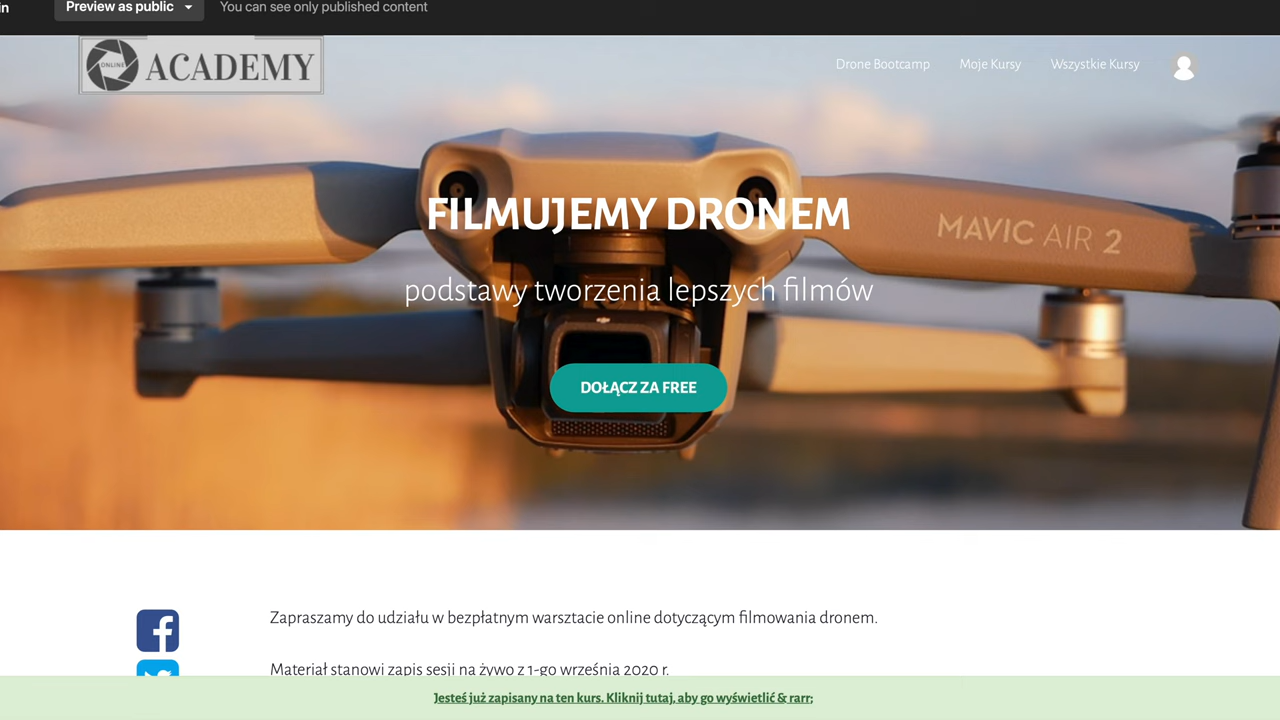 in
Preview as public
You can see only published content
ONLINE
ACADEMY
Drone Bootcamp
Moje Kursy
Wszystkie Kursy
FILMUJEMY DRONEM
MAVIC AIR 2
podstawy tworzenia lepszych filmów
DOŁĄCZ ZA FREE
Zapraszamy do udziału w bezpłatnym warsztacie online dotyczącym filmowania dronem.
Materiał stanowi zapis sesji na żywo z 1-go września 2020 r.
Jesteś już zapisany na ten kurs. Kliknij tutaj, aby go wyświetlić & rarr;